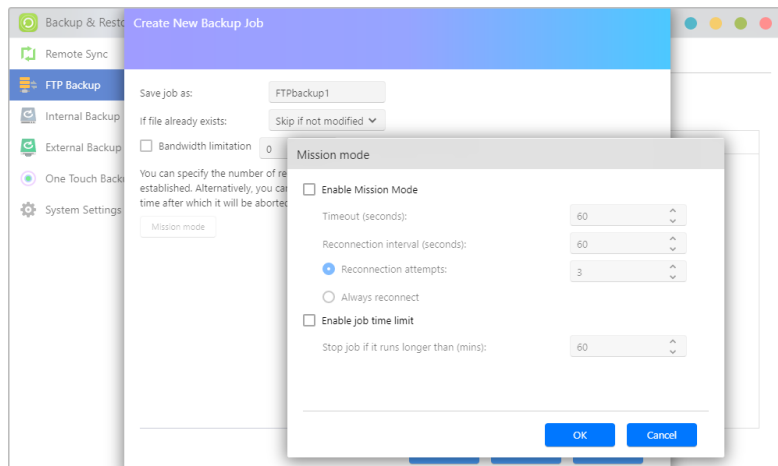 Backup & Resto
Create New Backup Job
Remote Sync
FTP Backup
Internal Backup
External Backup
One Touch Back
System Settings
Save job as:
FTPbackup1
If file already exists:
Skip if not modified
Bandwidth limitation
0
You can specify the number of re
established. Alternatively, you can
time after which it will be aborted
Mission mode
Mission mode
Enable Mission Mode
Timeout (seconds):
60
Reconnection interval (seconds):
60
Reconnection attempts:
3
Always reconnect
Enable job time limit
Stop job if it runs longer than (mins):
60
OK
Cancel